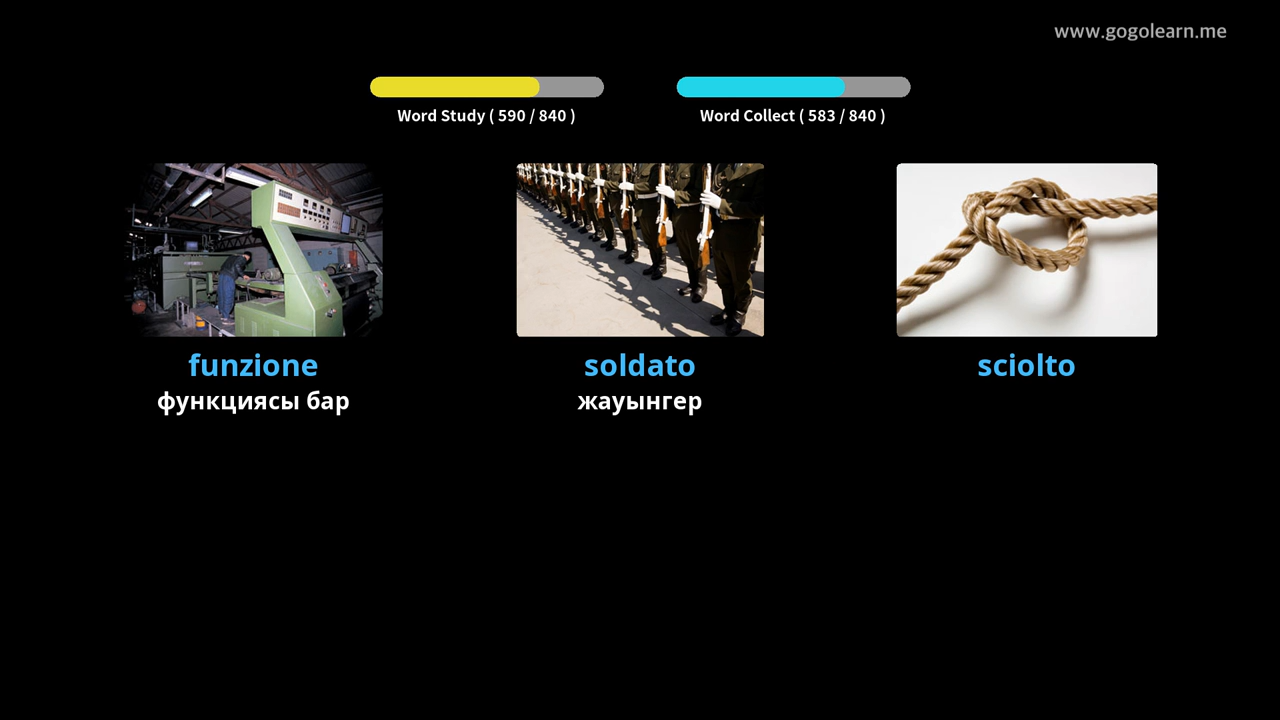 www.gogolearn.me
Word Study ( 590 / 840 )
Word Collect ( 583 / 840 )
funzione
функциясы бар
soldato
жауынгер
sciolto